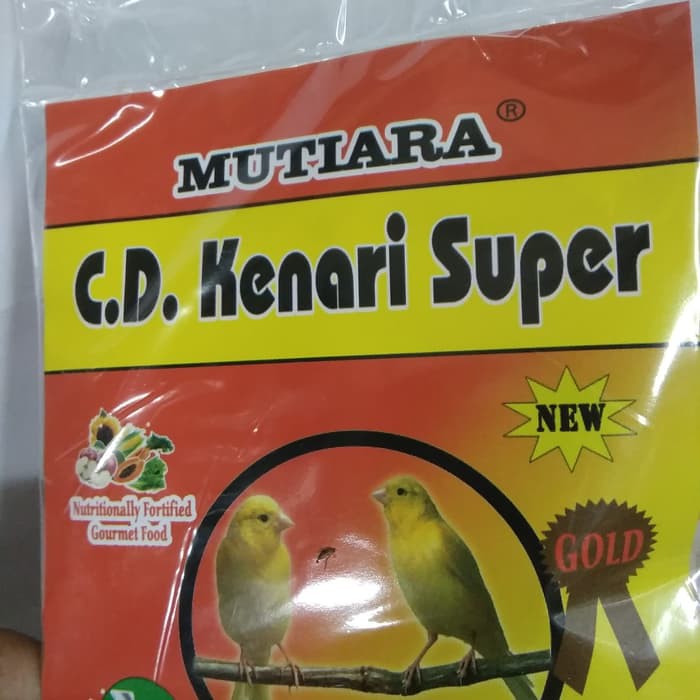 MUTIARA®
C.D. Kenari Super
NEW
Nutritionally Fortified
Gourmet Food
GOLD